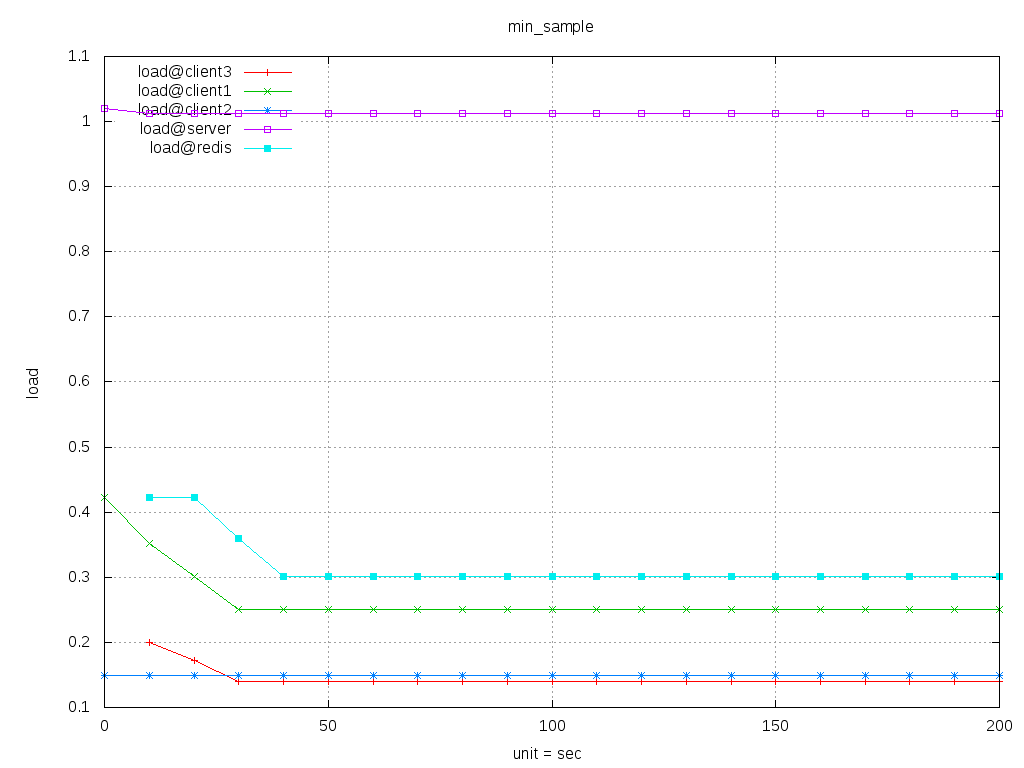 min_sample
1.1
load@client3
load@client1
load@client2
load@server
load@redis
1
0.9
0.8
0.7
0.6
load
0.5
0.4
0.3
0.2
0.1
0 50 100 150 200
unit = sec